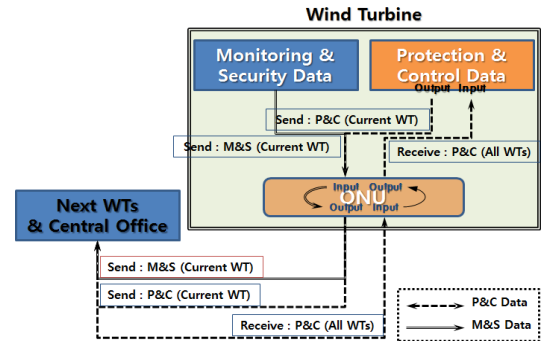 Wind Turbine
Monitoring &
Security Data
Protection &
Control Data
Output Input
Send : P&C (Current WT)
Send : M&S (Current WT)
Receive : P&C (All WTs)
Input Output
ONU
Output Input
Next WTs
& Central Office
Send : M&S (Current WT)
Send : P&C (Current WT)
Receive : P&C (All WTs)
P&C Data
M&S Data